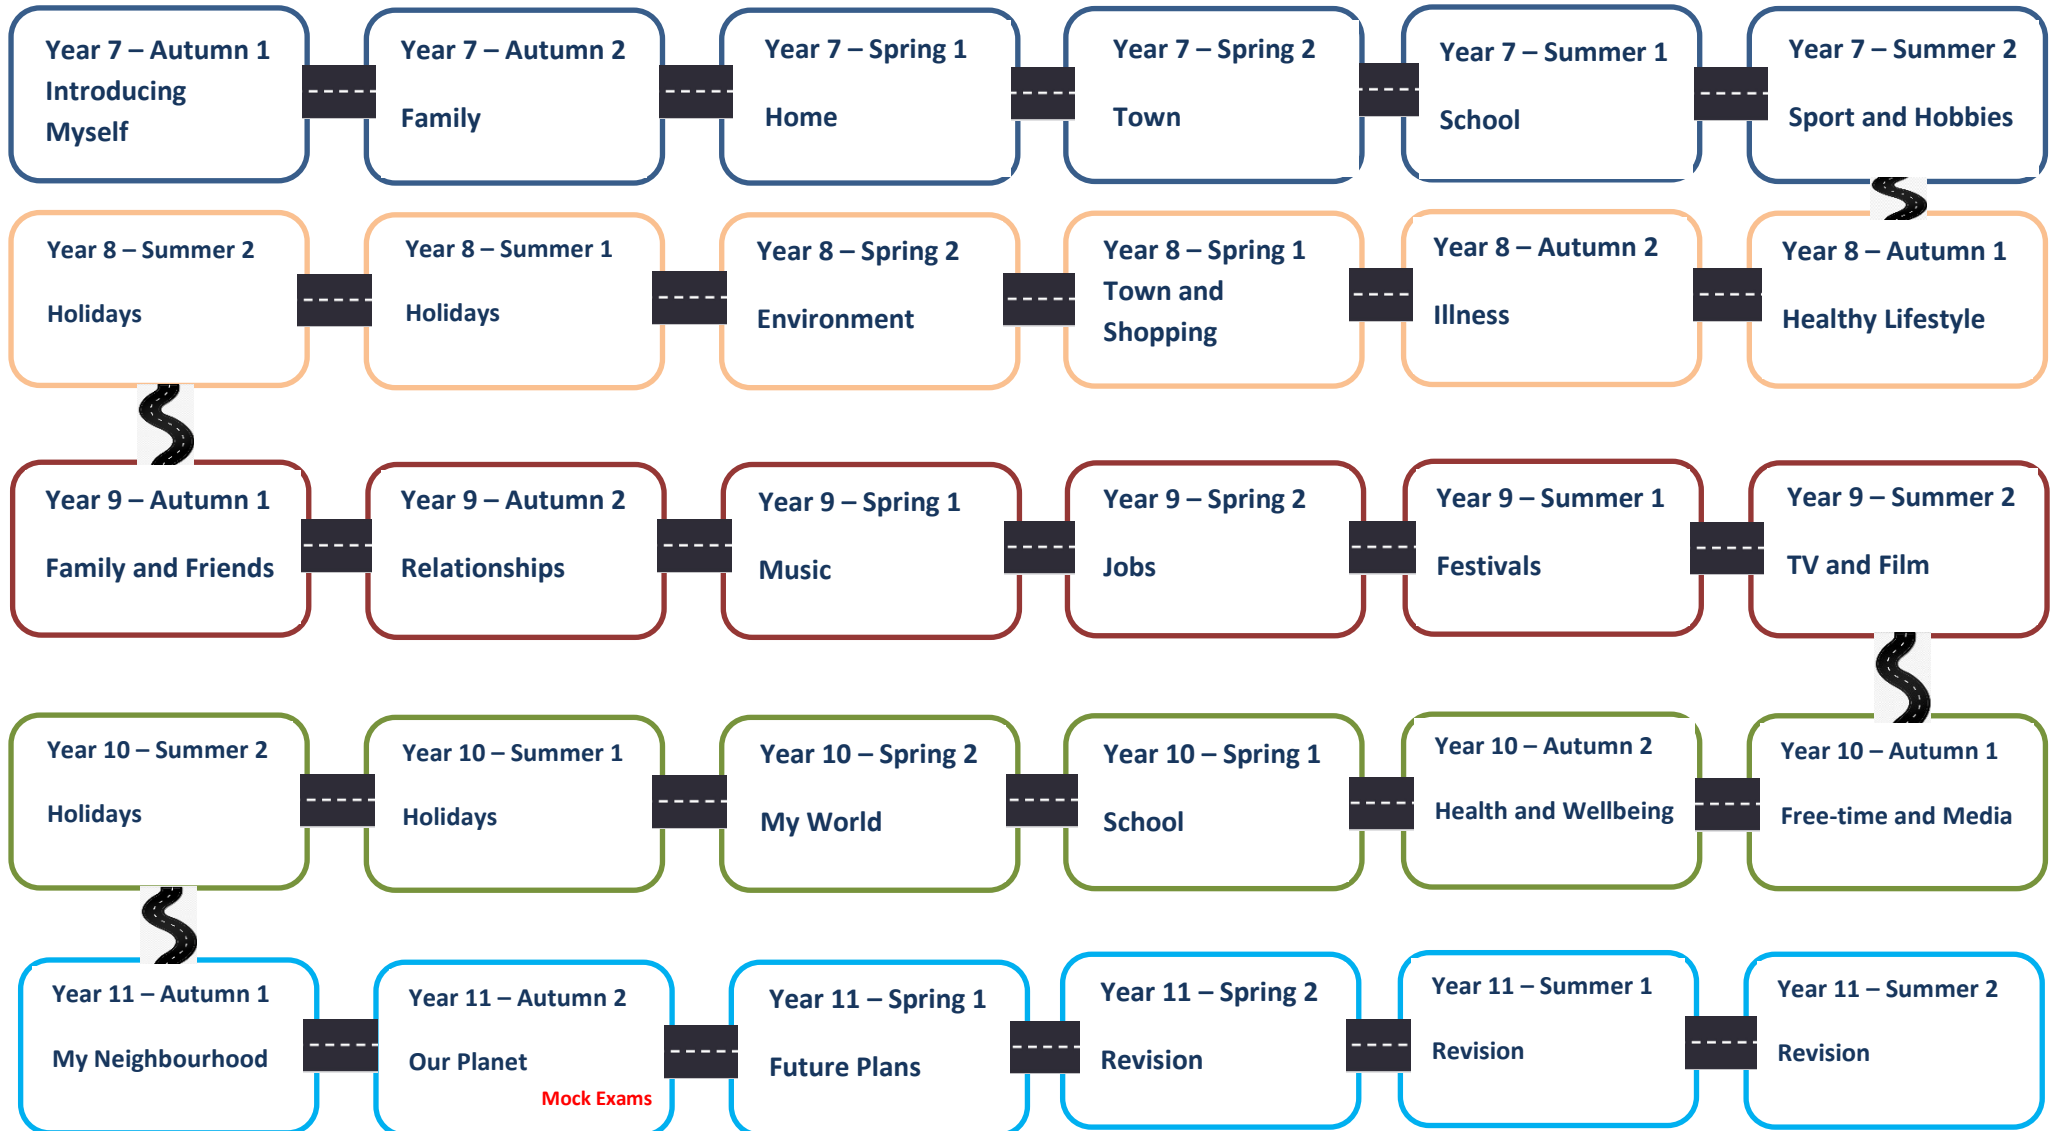 Year 7 – Autumn 1
Introducing
Myself
Year 7 – Autumn 2
Family
Year 7 – Spring 1
Home
Year 7 – Spring 2
Town
Year 7 – Summer 1
School
Year 7 – Summer 2
Sport and Hobbies
Year 8 – Summer 2
Holidays
Year 8 – Summer 1
Holidays
Year 8 – Spring 2
Environment
Year 8 – Spring 1
Town and
Shopping
Year 8 – Autumn 2
Illness
Year 8 – Autumn 1
Healthy Lifestyle
Year 9 – Autumn 1
Family and Friends
Year 9 – Autumn 2
Relationships
Year 9 – Spring 1
Music
Year 9 – Spring 2
Jobs
Year 9 – Summer 1
Festivals
Year 9 – Summer 2
TV and Film
Year 10 – Summer 2
Holidays
Year 10 – Summer 1
Holidays
Year 10 – Spring 2
My World
Year 10 – Spring 1
School
Year 10 – Autumn 2
Health and Wellbeing
Year 10 – Autumn 1
Free-time and Media
Year 11 – Autumn 1
My Neighbourhood
Year 11 – Autumn 2
Our Planet
Mock Exams
Year 11 – Spring 1
Future Plans
Year 11 – Spring 2
Revision
Year 11 – Summer 1
Revision
Year 11 – Summer 2
Revision